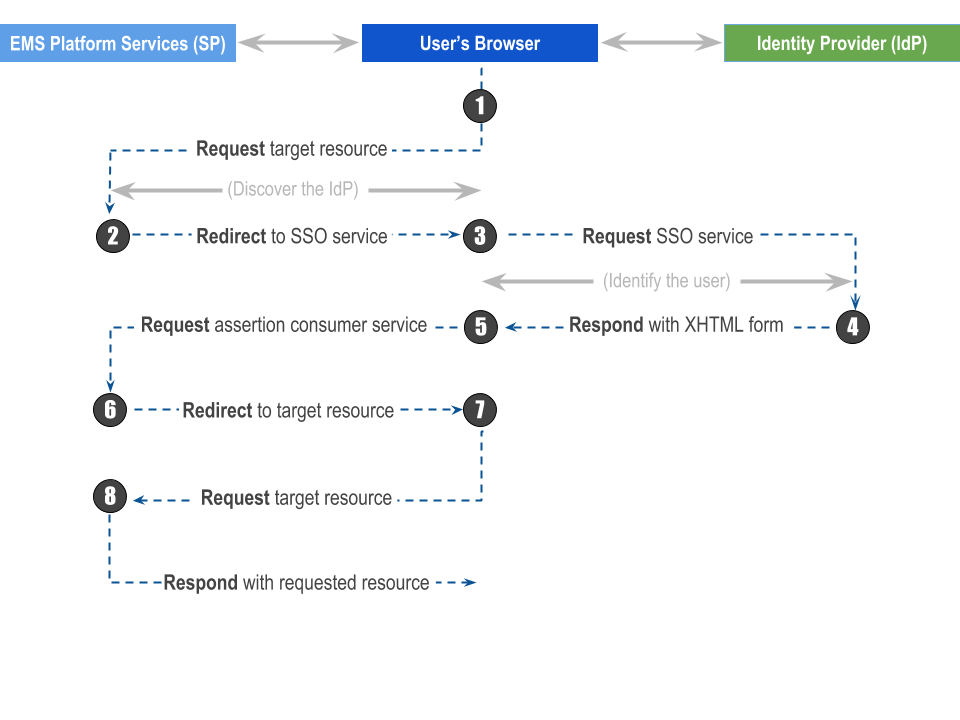 EMS Platform Services (SP)
User's Browser
Identity Provider (IdP)
1
Request target resource
(Discover the IdP)
2
Redirect to SSO service
3
Request SSO service
(Identify the user)
Request assertion consumer service
5
Respond with XHTML form
4
6
Redirect to target resource
7
8
Request target resource
Respond with requested resource